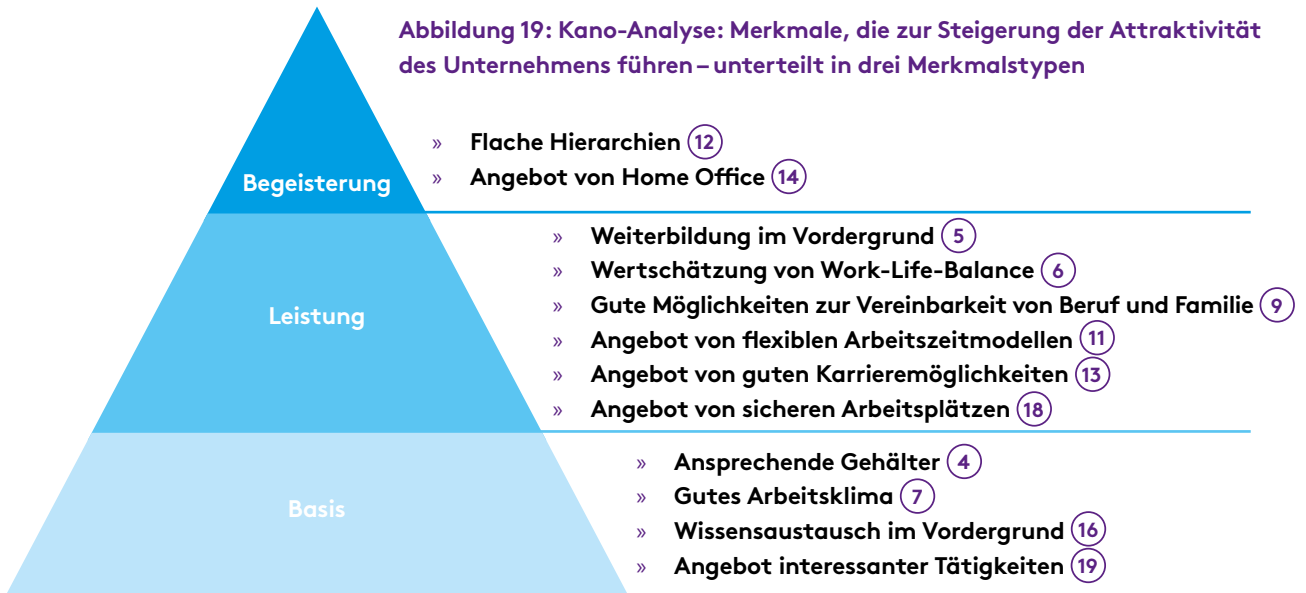 Abbildung 19: Kano-Analyse: Merkmale, die zur Steigerung der Attraktivität
des Unternehmens führen – unterteilt in drei Merkmalstypen
» Flache Hierarchien 12
» Angebot von Home Office 14
Begeisterung
» Weiterbildung im Vordergrund 5
» Wertschätzung von Work-Life-Balance 6
» Gute Möglichkeiten zur Vereinbarkeit von Beruf und Familie 9
» Angebot von flexiblen Arbeitszeitmodellen 11
» Angebot von guten Karrieremöglichkeiten 13
» Angebot von sicheren Arbeitsplätzen 18
Leistung
» Ansprechende Gehälter 4
» Gutes Arbeitsklima 7
» Wissensaustausch im Vordergrund 16
» Angebot interessanter Tätigkeiten 19
Basis